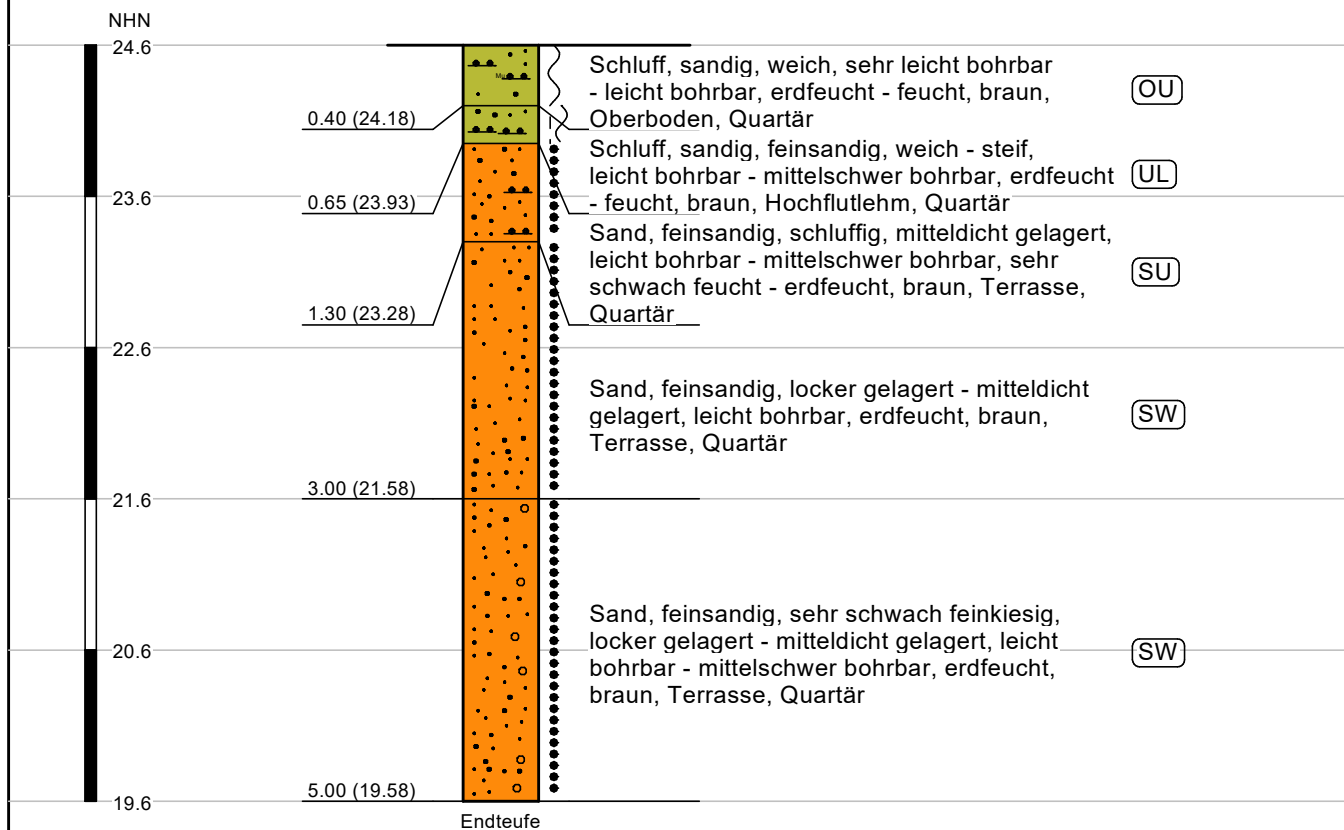 NHN
24.6
Schluff, sandig, weich, sehr leicht bohrbar
- leicht bohrbar, erdfeucht - feucht, braun,
Oberboden, Quartär
OU
0.40 (24.18)
Schluff, sandig, feinsandig, weich - steif,
leicht bohrbar - mittelschwer bohrbar, erdfeucht
- feucht, braun, Hochflutlehm, Quartär
UL
23.6
0.65 (23.93)
Sand, feinsandig, schluffig, mitteldicht gelagert,
leicht bohrbar - mittelschwer bohrbar, sehr
schwach feucht - erdfeucht, braun, Terrasse,
Quartär
SU
1.30 (23.28)
22.6
Sand, feinsandig, locker gelagert - mitteldicht
gelagert, leicht bohrbar, erdfeucht, braun,
Terrasse, Quartär
SW
3.00 (21.58)
21.6
Sand, feinsandig, sehr schwach feinkiesig,
locker gelagert - mitteldicht gelagert, leicht
bohrbar - mittelschwer bohrbar, erdfeucht,
braun, Terrasse, Quartär
SW
20.6
5.00 (19.58)
19.6
Endteufe